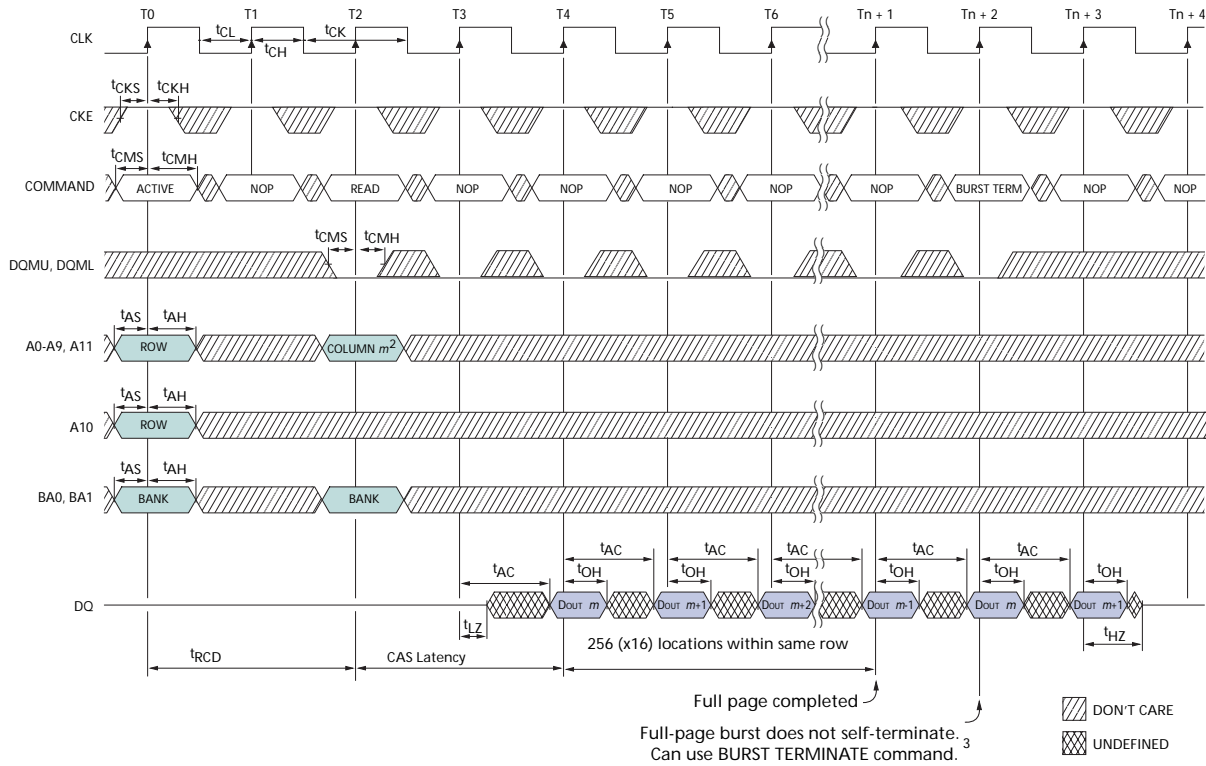 T0 T1 T2 T3 T4 T5 T6 Tn + 1 Tn + 2 Tn + 3 Tn + 4
CLK
tCL tCK
tCH
tCKS tCKH
CKE
tCMS tCMH
COMMAND ACTIVE NOP READ NOP NOP NOP NOP NOP BURST TERM NOP NOP
tCMS tCMH
DQMU, DQML
tAS tAH
A0-A9, A11 ROW COLUMN m2
tAS tAH
A10 ROW
tAS tAH
BA0, BA1 BANK BANK
tAC tAC tAC tAC tAC tAC
tOH tOH tOH tOH tOH tOH
DQ DOUT m DOUT m+1 DOUT m+2 DOUT m-1 DOUT m DOUT m+1
tLZ tHZ
256 (x16) locations within same row
tRCD CAS Latency
Full page completed
Full-page burst does not self-terminate.
Can use BURST TERMINATE command. 3
DON'T CARE
UNDEFINED